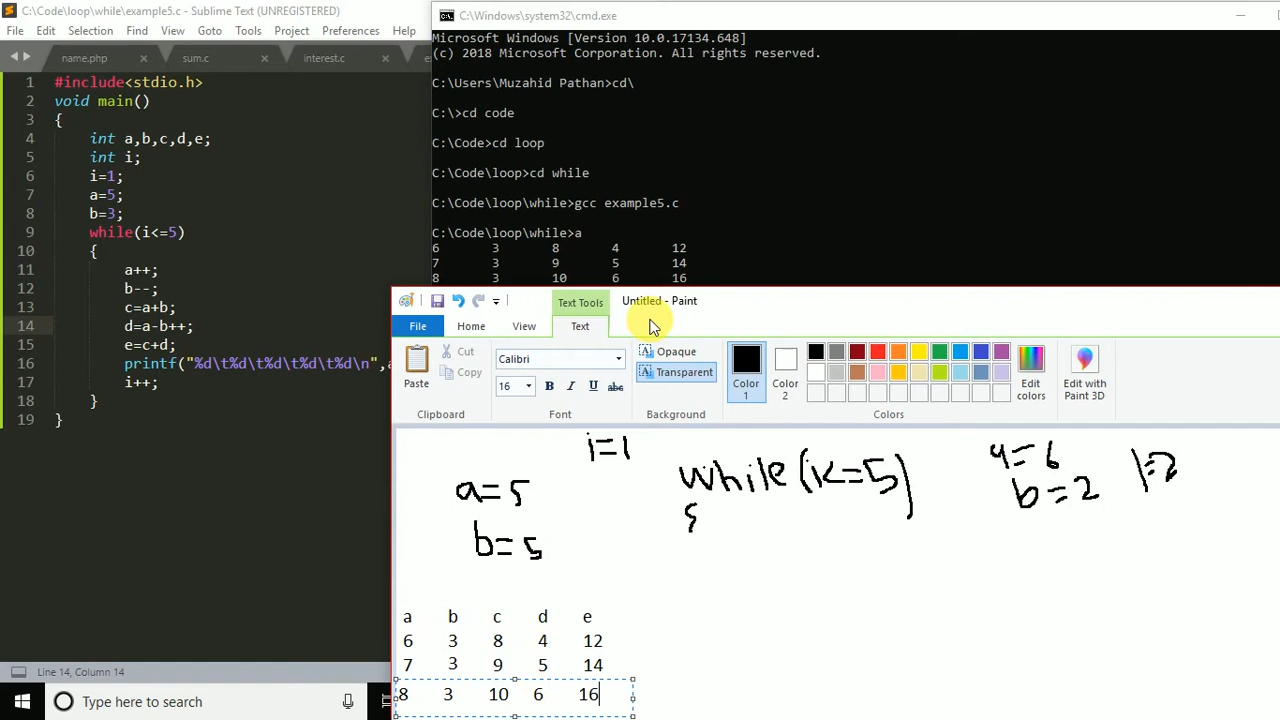 C:\Code\loop\while\example5.c - Sublime Text (UNREGISTERED)
File Edit Selection Find View Goto Tools Project Preferences Help
name.php sum.c interest.c
1 #include<stdio.h>
2 void main()
3 {
4 int a,b,c,d,e;
5 int i;
6 i=1;
7 a=5;
8 b=3;
9 while(i<=5)
10 {
11 a++;
12 b--;
13 c=a+b;
14 d=a-b++;
15 e=c+d;
16 printf("%d\t%d\t%d\t%d\t%d\n",a
17 i++;
18 }
19 }
Line 14, Column 14
Type here to search
C:\Windows\system32\cmd.exe
Microsoft Windows [Version 10.0.17134.648]
(c) 2018 Microsoft Corporation. All rights reserved.
C:\Users\Muzahid Pathan>cd\
C:\>cd code
C:\Code>cd loop
C:\Code\loop>cd while
C:\Code\loop\while>gcc example5.c
C:\Code\loop\while>a
6 3 8 4 12
7 3 9 5 14
8 3 10 6 16
Text Tools Untitled - Paint
File Home View Text
Paste Cut Copy
Calibri
16 B I U abc
Opaque
Transparent
Color 1 Color 2 Edit colors Edit with Paint 3D
Clipboard Font Background Colors
i=1
a=5
b=5
while(i<=5)
a=6
b=2
a b c d e
6 3 8 4 12
7 3 9 5 14
8 3 10 6 16